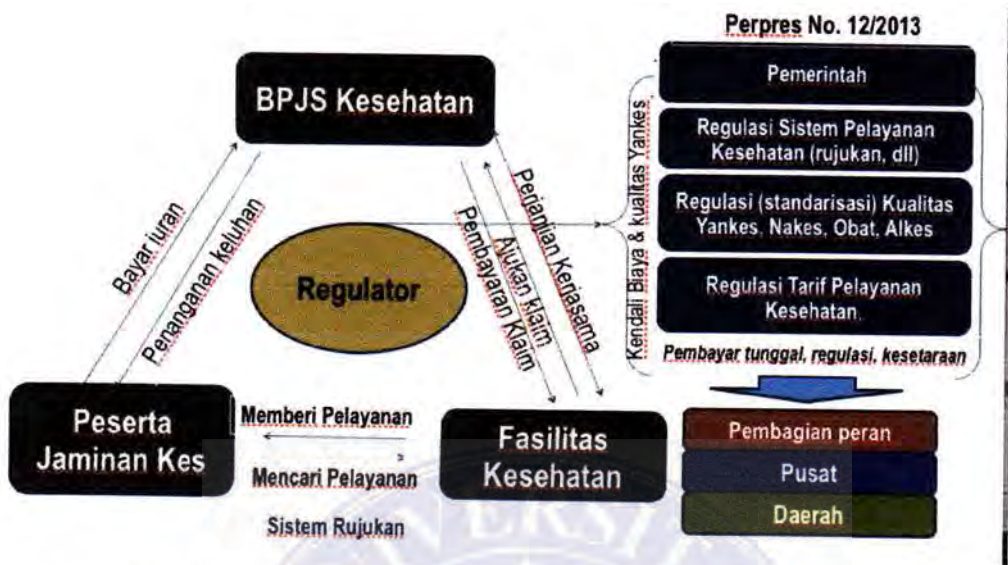 Perpres No. 12/2013
BPJS Kesehatan
Pemerintah
Regulasi Sistem Pelayanan
Kesehatan (rujukan, dll)
Regulasi (standarisasi) Kualitas
Yankes, Nakes, Obat, Alkes
Regulasi Tarif Pelayanan
Kesehatan.
Kendali Biaya & kualitas Yankes
Pembayar tunggal, regulasi, kesetaraan
Bayar iuran
Penanganan keluhan
Regulator
Pembayaran Klaim
Ajukan klaim
Perjanjian Kerjasama
Peserta
Jaminan Kes
Memberi Pelayanan
Mencari Pelayanan
Sistem Rujukan
Fasilitas
Kesehatan
Pembagian peran
Pusat
Daerah
VERSI